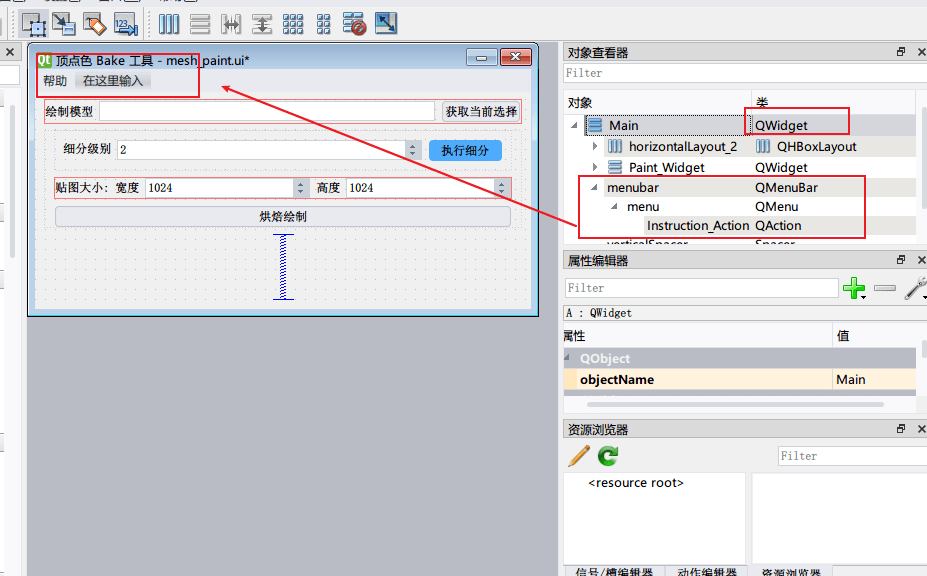 123
Qt 顶点色 Bake 工具 - mesh_paint.ui*
帮助 在这里输入
绘制模型 获取当前选择
细分级别 2 执行细分
贴图大小: 宽度 1024 高度 1024
烘焙绘制
对象查看器
Filter
对象 类
Main QWidget
horizontalLayout_2 QHBoxLayout
Paint_Widget QWidget
menubar QMenuBar
menu QMenu
Instruction_Action QAction
verticalSpacer Spacer
属性编辑器
Filter
A : QWidget
属性 值
QObject
objectName Main
资源浏览器
Filter
<resource root>
信号/槽编辑器 动作编辑器 资源浏览器